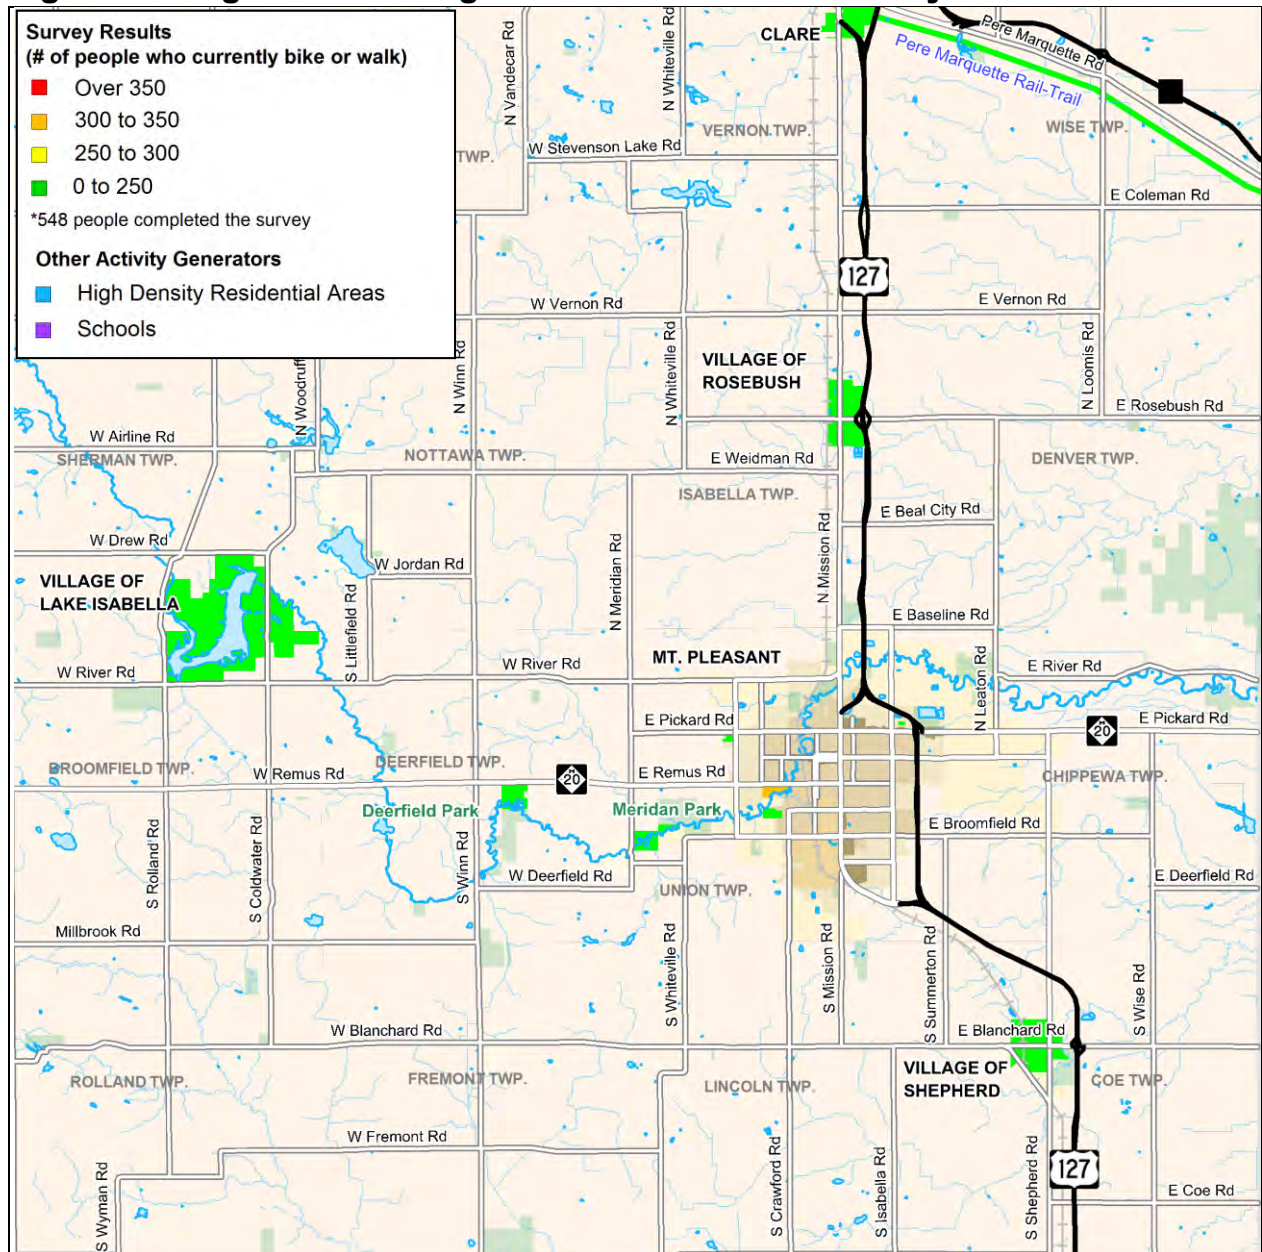 Survey Results
(# of people who currently bike or walk)
Over 350
300 to 350
250 to 300
0 to 250
*548 people completed the survey
Other Activity Generators
High Density Residential Areas
Schools
CLARE
Pere Marquette Rd
Pere Marquette Rail-Trail
N Vandecar Rd
N Whiteville Rd
VERNON TWP.
WISE TWP.
TWP.
W Stevenson Lake Rd
E Coleman Rd
127
W Vernon Rd
E Vernon Rd
N Woodruff
N Winn Rd
N Whiteville Rd
VILLAGE OF
ROSEBUSH
N Loomis Rd
E Rosebush Rd
W Airline Rd
SHERMAN TWP.
NOTTAWA TWP.
E Weidman Rd
DENVER TWP.
ISABELLA TWP.
E Beal City Rd
W Drew Rd
W Jordan Rd
N Meridian Rd
N Mission Rd
VILLAGE OF
LAKE ISABELLA
S Littlefield Rd
E Baseline Rd
W River Rd
W River Rd
MT. PLEASANT
N Leaton Rd
E River Rd
E Pickard Rd
E Pickard Rd
M
20
BROOMFIELD TWP.
W Remus Rd
DEERFIELD TWP.
M
20
E Remus Rd
CHIPPEWA TWP.
Deerfield Park
Meridan Park
E Broomfield Rd
S Rolland Rd
S Coldwater Rd
S Winn Rd
W Deerfield Rd
UNION TWP.
E Deerfield Rd
Millbrook Rd
S Whiteville Rd
S Mission Rd
S Summerton Rd
S Wise Rd
W Blanchard Rd
E Blanchard Rd
ROLLAND TWP.
FREMONT TWP.
LINCOLN TWP.
VILLAGE OF
SHEPHERD
COE TWP.
W Fremont Rd
S Wyman Rd
S Crawford Rd
S Isabella Rd
S Shepherd Rd
127
E Coe Rd